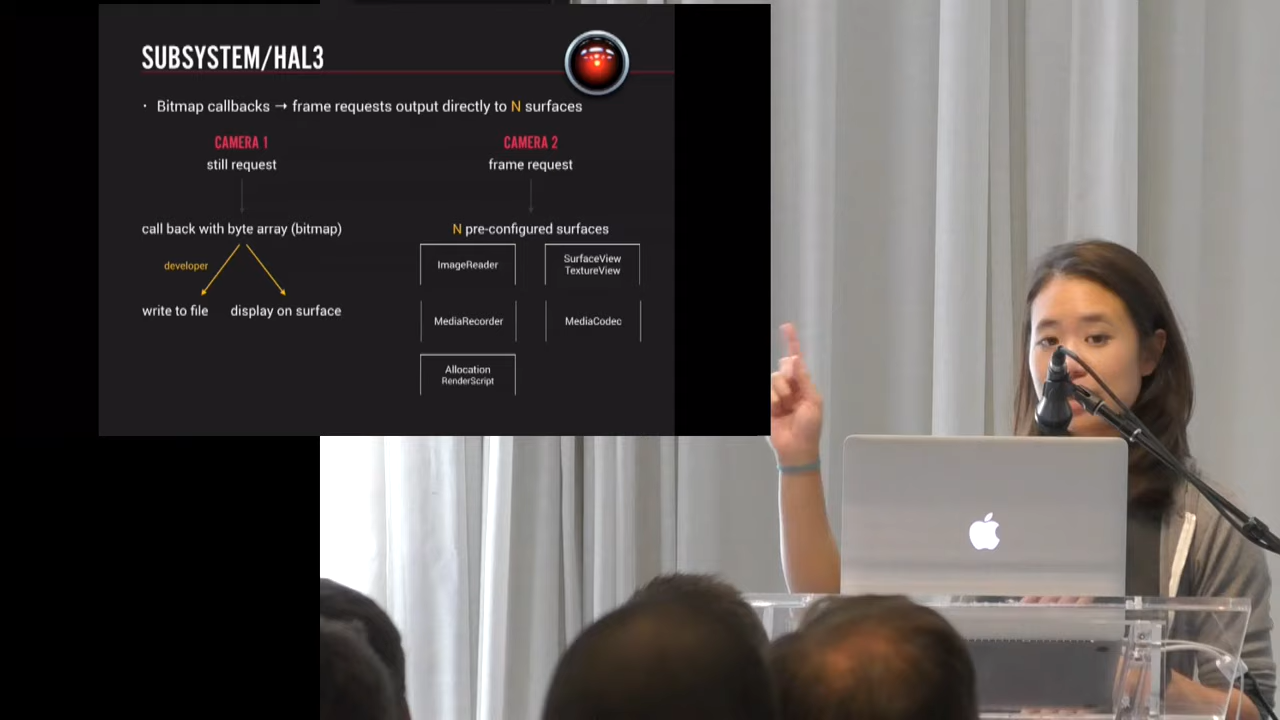 SUBSYSTEM/HAL3
· Bitmap callbacks → frame requests output directly to N surfaces
CAMERA 1
still request
call back with byte array (bitmap)
developer
write to file
display on surface
CAMERA 2
frame request
N pre-configured surfaces
ImageReader
SurfaceView
TextureView
MediaRecorder
MediaCodec
Allocation
RenderScript